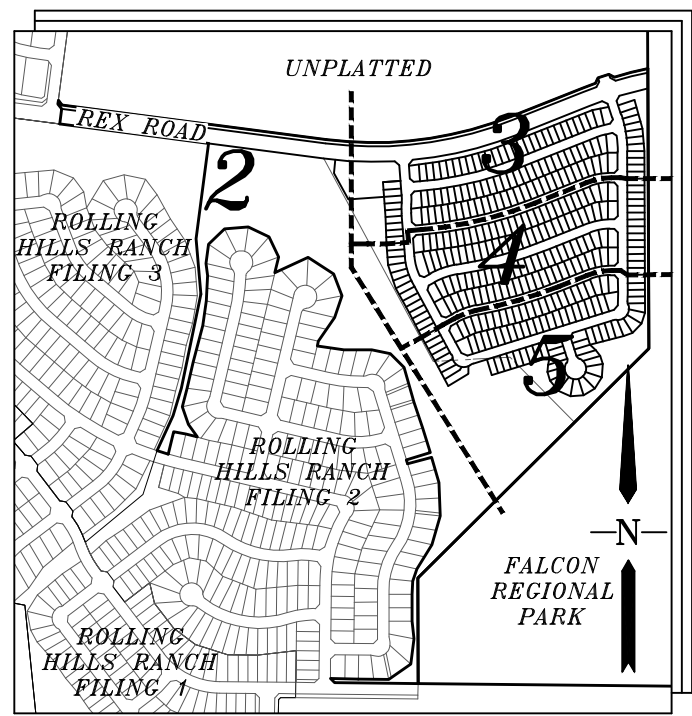 UNPLATTED
REX ROAD
3
2
ROLLING
HILLS RANCH
FILING 3
4
5
ROLLING
HILLS RANCH
FILING 2
N
FALCON
REGIONAL
PARK
ROLLING
HILLS RANCH
FILING 1